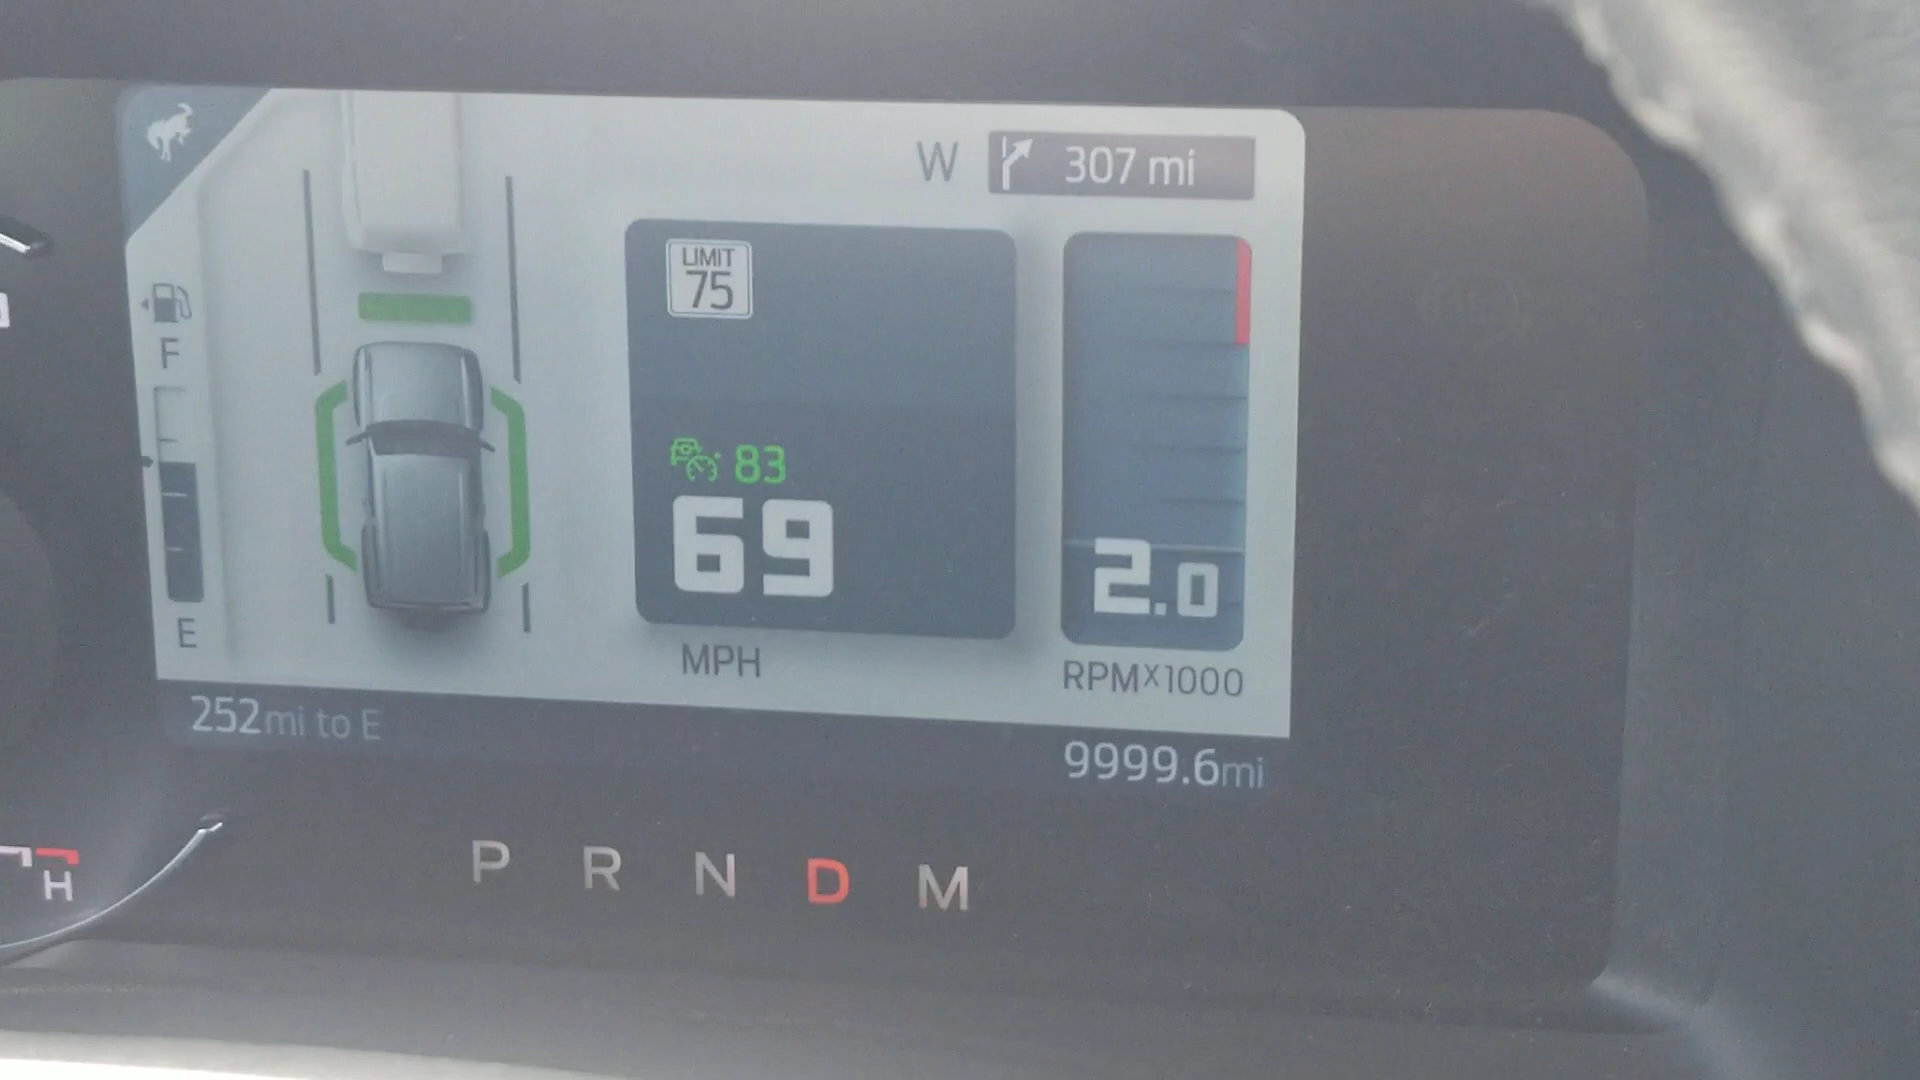 W 307 mi
LIMIT
75
F
83
69
2.0
E
MPH
RPMX1000
252mi to E
9999.6mi
H
P R N D M